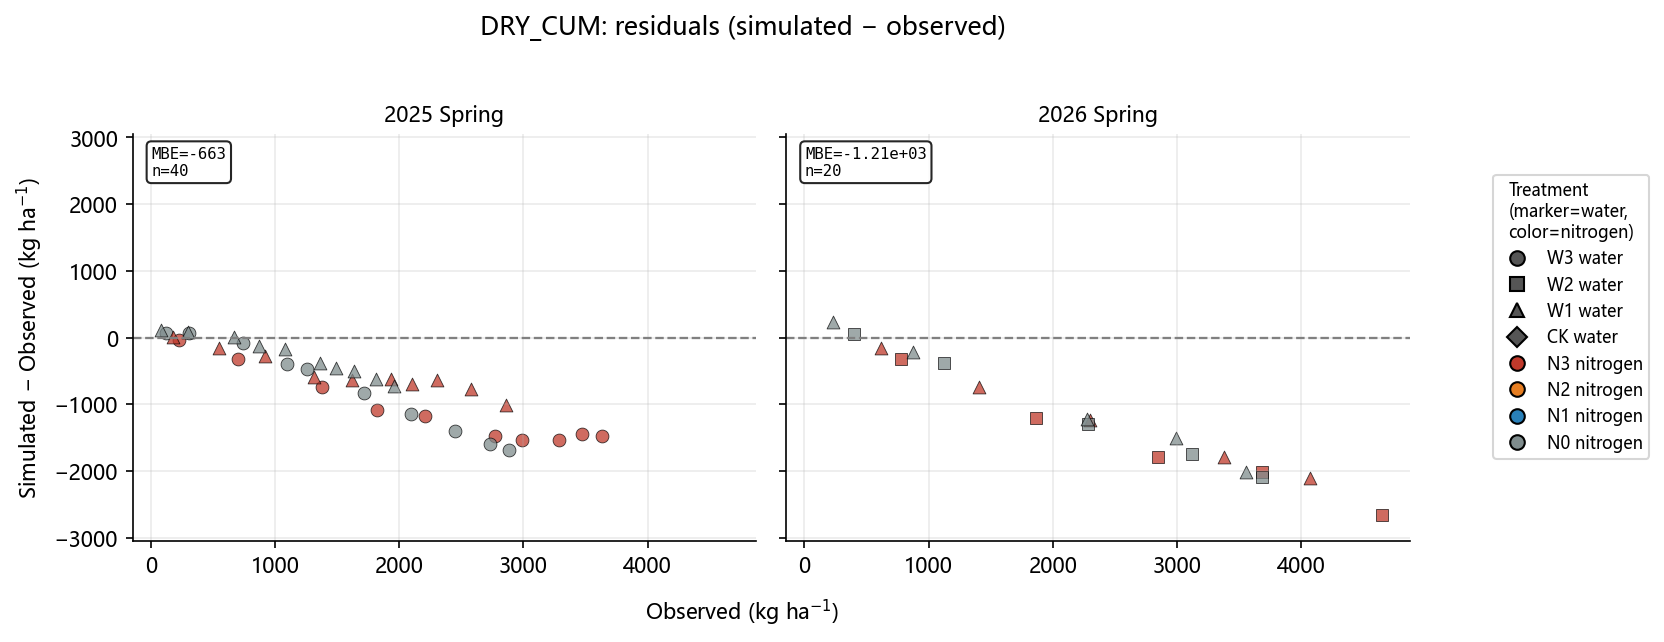 DRY_CUM: residuals (simulated − observed)
2025 Spring
2026 Spring
MBE=-663
n=40
MBE=-1.21e+03
n=20
3000
2000
1000
0
−1000
−2000
−3000
Simulated − Observed (kg ha⁻¹)
0 1000 2000 3000 4000
0 1000 2000 3000 4000
Observed (kg ha⁻¹)
Treatment
(marker=water,
color=nitrogen)
W3 water
W2 water
W1 water
CK water
N3 nitrogen
N2 nitrogen
N1 nitrogen
N0 nitrogen